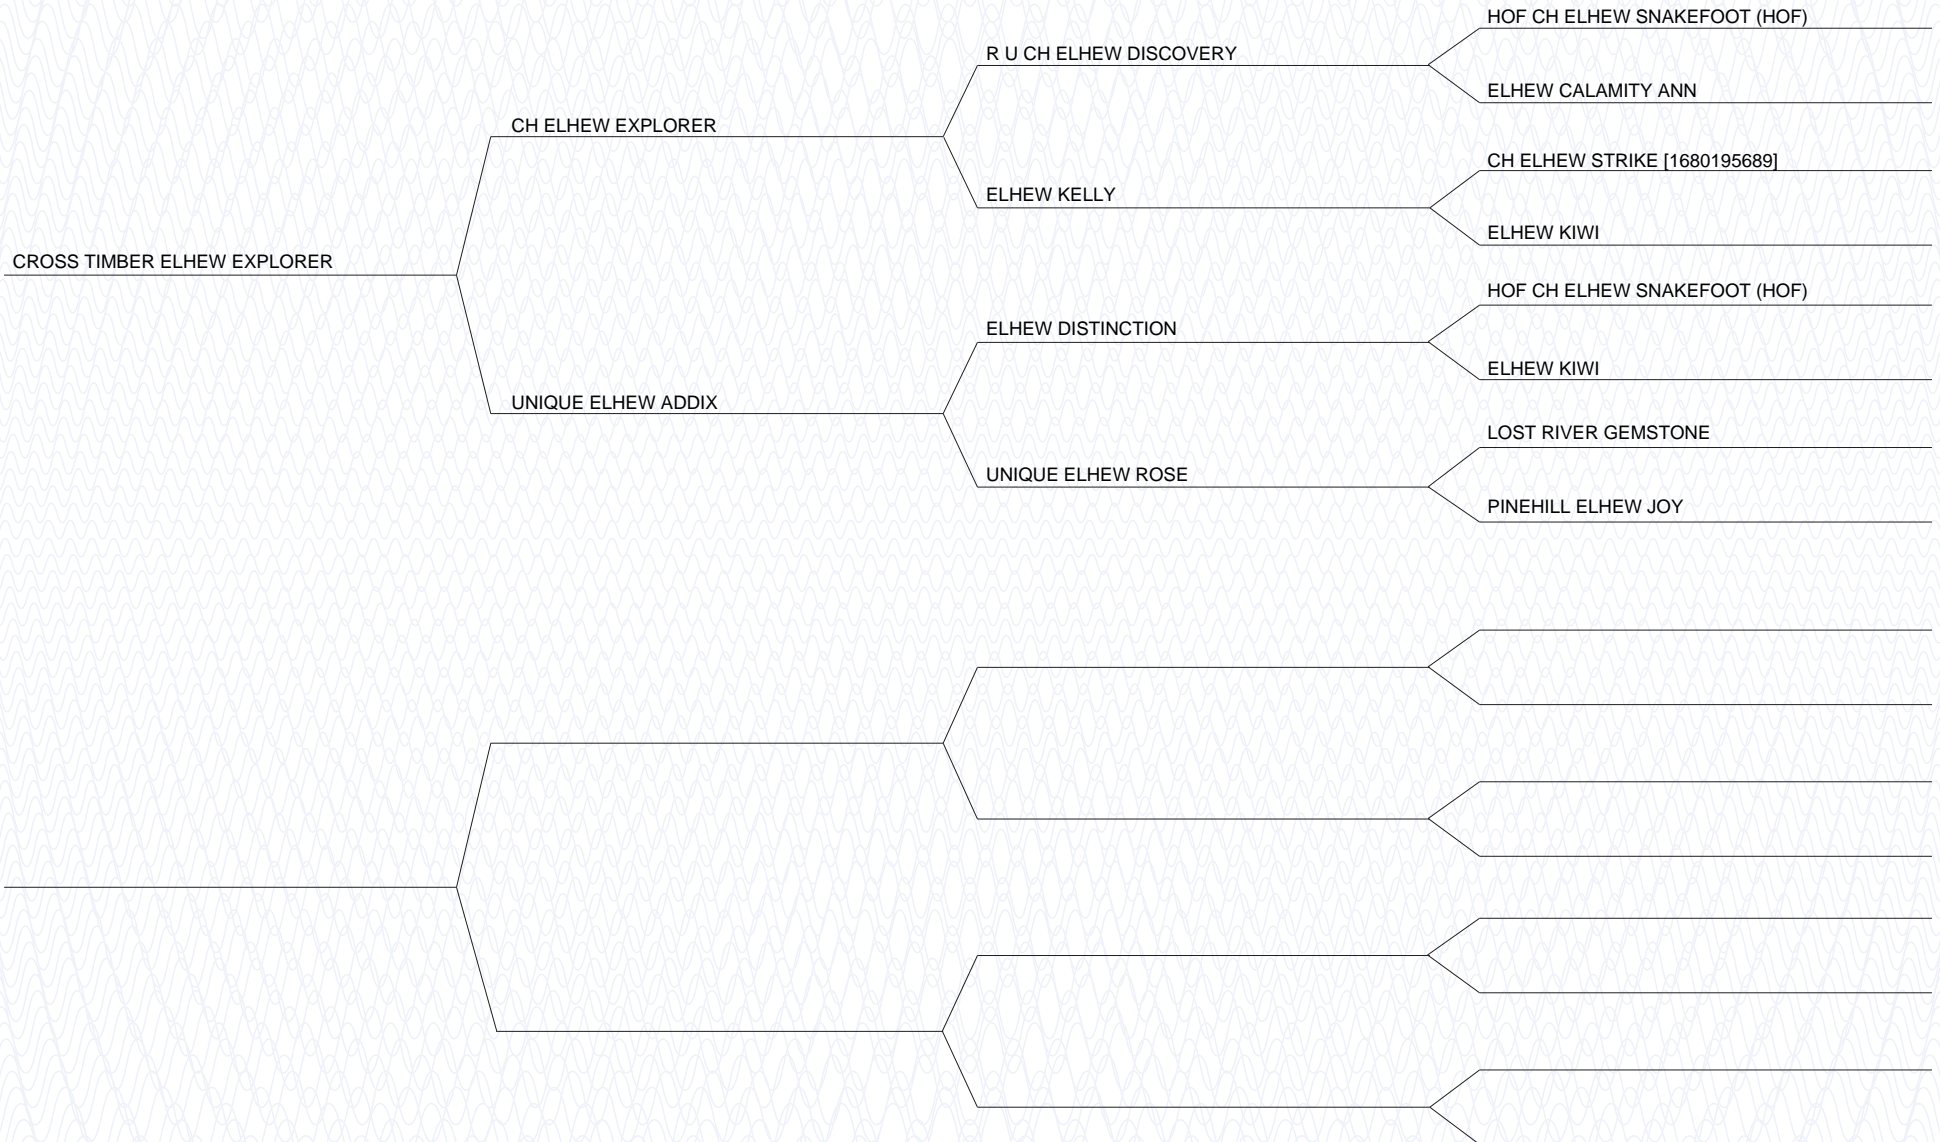 HOF CH ELHEW SNAKEFOOT (HOF)
R U CH ELHEW DISCOVERY
ELHEW CALAMITY ANN
CH ELHEW EXPLORER
CH ELHEW STRIKE [1680195689]
ELHEW KELLY
ELHEW KIWI
CROSS TIMBER ELHEW EXPLORER
HOF CH ELHEW SNAKEFOOT (HOF)
ELHEW DISTINCTION
ELHEW KIWI
UNIQUE ELHEW ADDIX
LOST RIVER GEMSTONE
UNIQUE ELHEW ROSE
PINEHILL ELHEW JOY